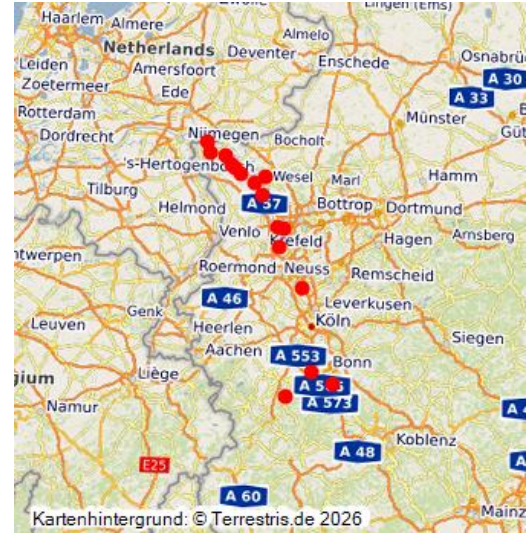 Haarlem
Almere
Zwolle
Lingen (Ems)
Netherlands
Almelo
Leiden
Amersfoort
Deventer
Enschede
Osnabrü
Zoetermeer
Ede
A 30
Rotterdam
A 33
Münster
Güt
Dordrecht
Nijmegen
Bocholt
's-Hertogenbosch
Wesel
Marl
Hamm
Tilburg
Helmond
A 57
Bottrop
Dortmund
Venlo
Krefeld
Hagen
Arnsberg
ntwerpen
Roermond
Neuss
Remscheid
A 46
Genk
Leverkusen
Leuven
Heerlen
Köln
Siegen
Aachen
A 553
Liège
Bonn
gium
A 573
Namur
A 48
Koblenz
E25
A 60
Mainz
Kartenhintergrund: © Terrestris.de 2026